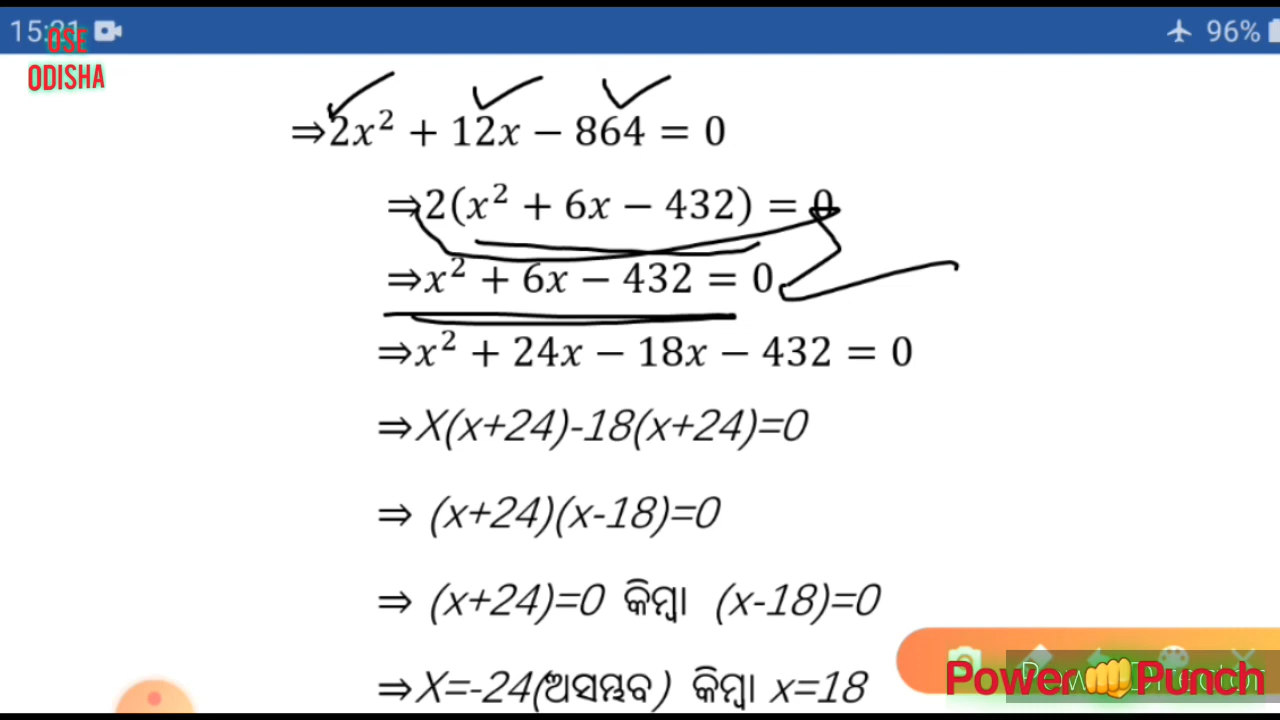 15:21 96%
OSE
ODISHA
⇒2x² + 12x − 864 = 0
⇒2(x² + 6x − 432) = 0
⇒x² + 6x − 432 = 0
⇒x² + 24x − 18x − 432 = 0
⇒X(x+24)-18(x+24)=0
⇒ (x+24)(x-18)=0
⇒ (x+24)=0 କିମ୍ବା (x-18)=0
⇒X=-24(ଅସମ୍ଭବ) କିମ୍ବା x=18
Power Punch